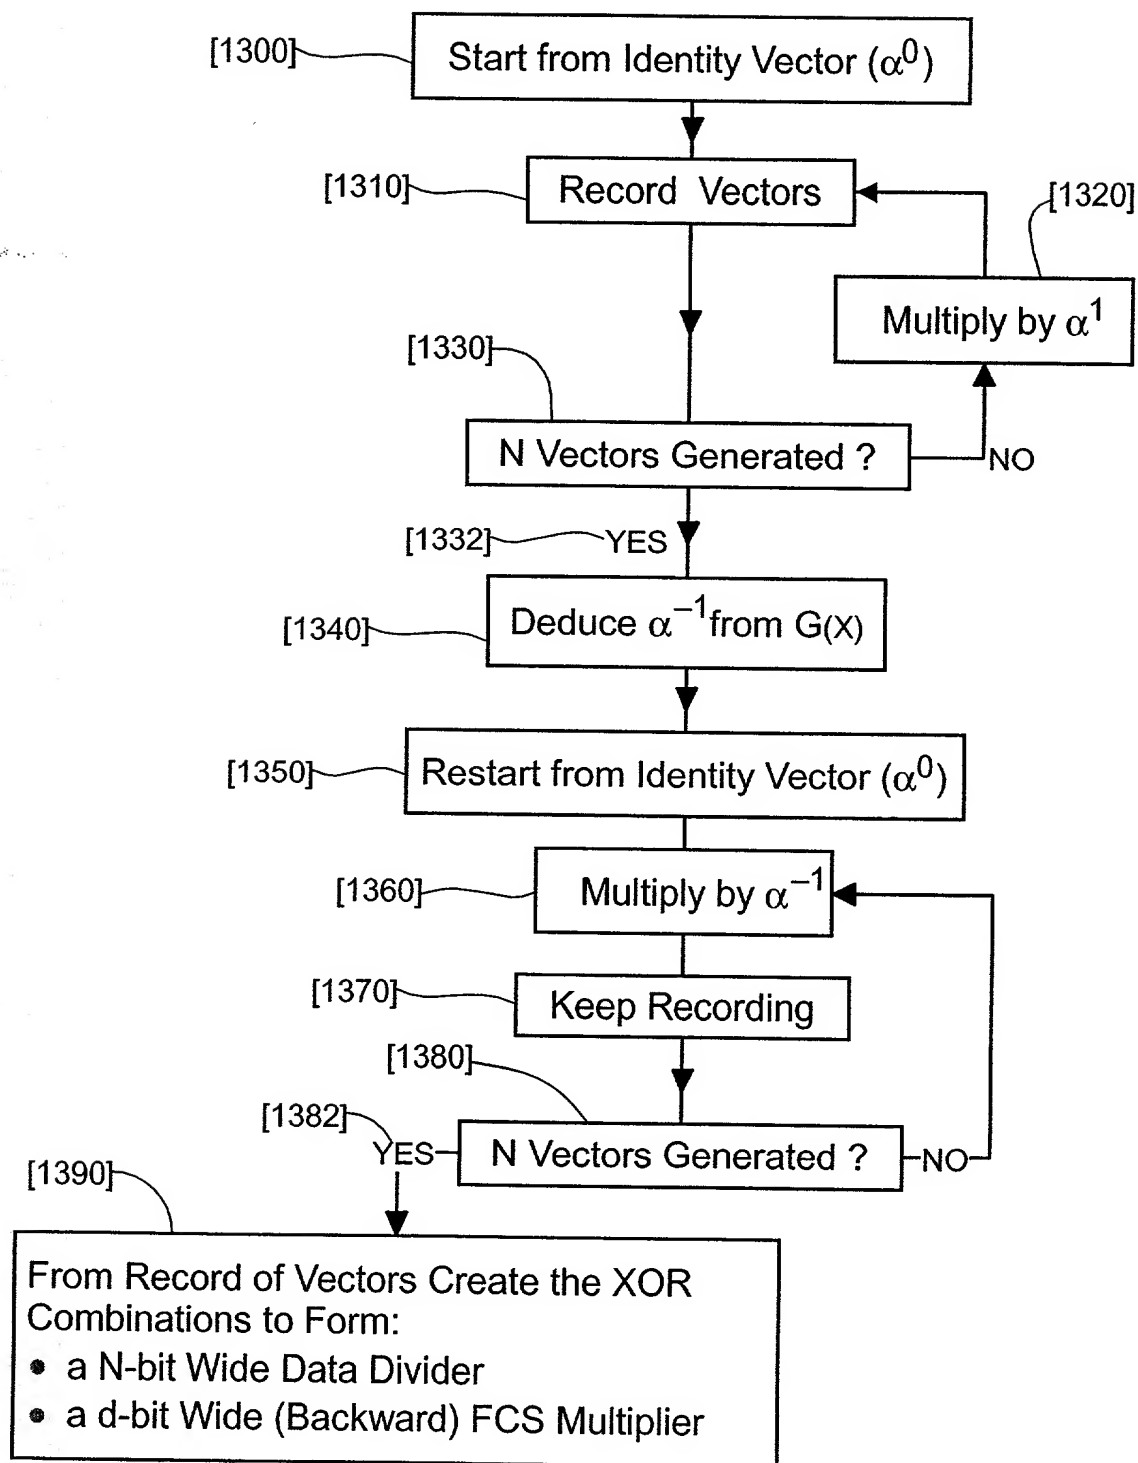 [1300]
Start from Identity Vector (α⁰)
[1310]
Record Vectors
[1320]
Multiply by α¹
[1330]
N Vectors Generated ?
NO
[1332]
YES
[1340]
Deduce α⁻¹ from G(X)
[1350]
Restart from Identity Vector (α⁰)
[1360]
Multiply by α⁻¹
[1370]
Keep Recording
[1380]
[1382]
YES
N Vectors Generated ?
NO
[1390]
From Record of Vectors Create the XOR
Combinations to Form:
• a N-bit Wide Data Divider
• a d-bit Wide (Backward) FCS Multiplier